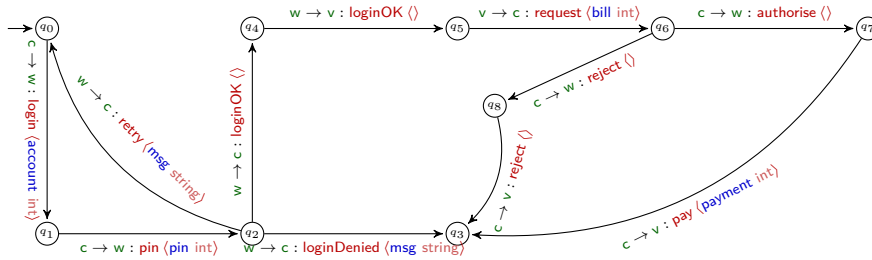 w → v : loginOK ⟨⟩
v → c : request ⟨bill int⟩
c → w : authorise ⟨⟩
q0
q4
q5
q6
q7
c → w : login ⟨account int⟩
w → c : retry ⟨msg string⟩
w → c : loginOK ⟨⟩
c → w : reject ⟨⟩
q8
c → v : reject ⟨⟩
c → v : pay ⟨payment int⟩
q1
c → w : pin ⟨pin int⟩
q2
w → c : loginDenied ⟨msg string⟩
q3